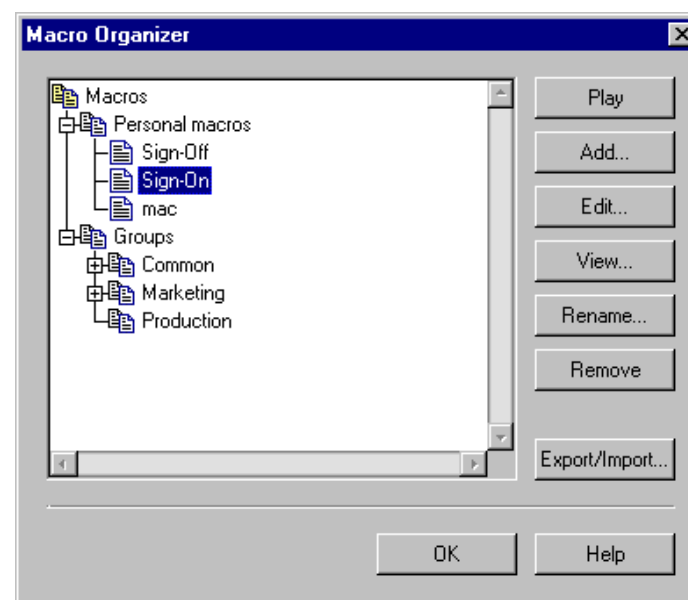 Macro Organizer
Macros
Personal macros
Sign-Off
Sign-On
mac
Groups
Common
Marketing
Production
Play
Add...
Edit...
View...
Rename...
Remove
Export/Import...
OK
Help